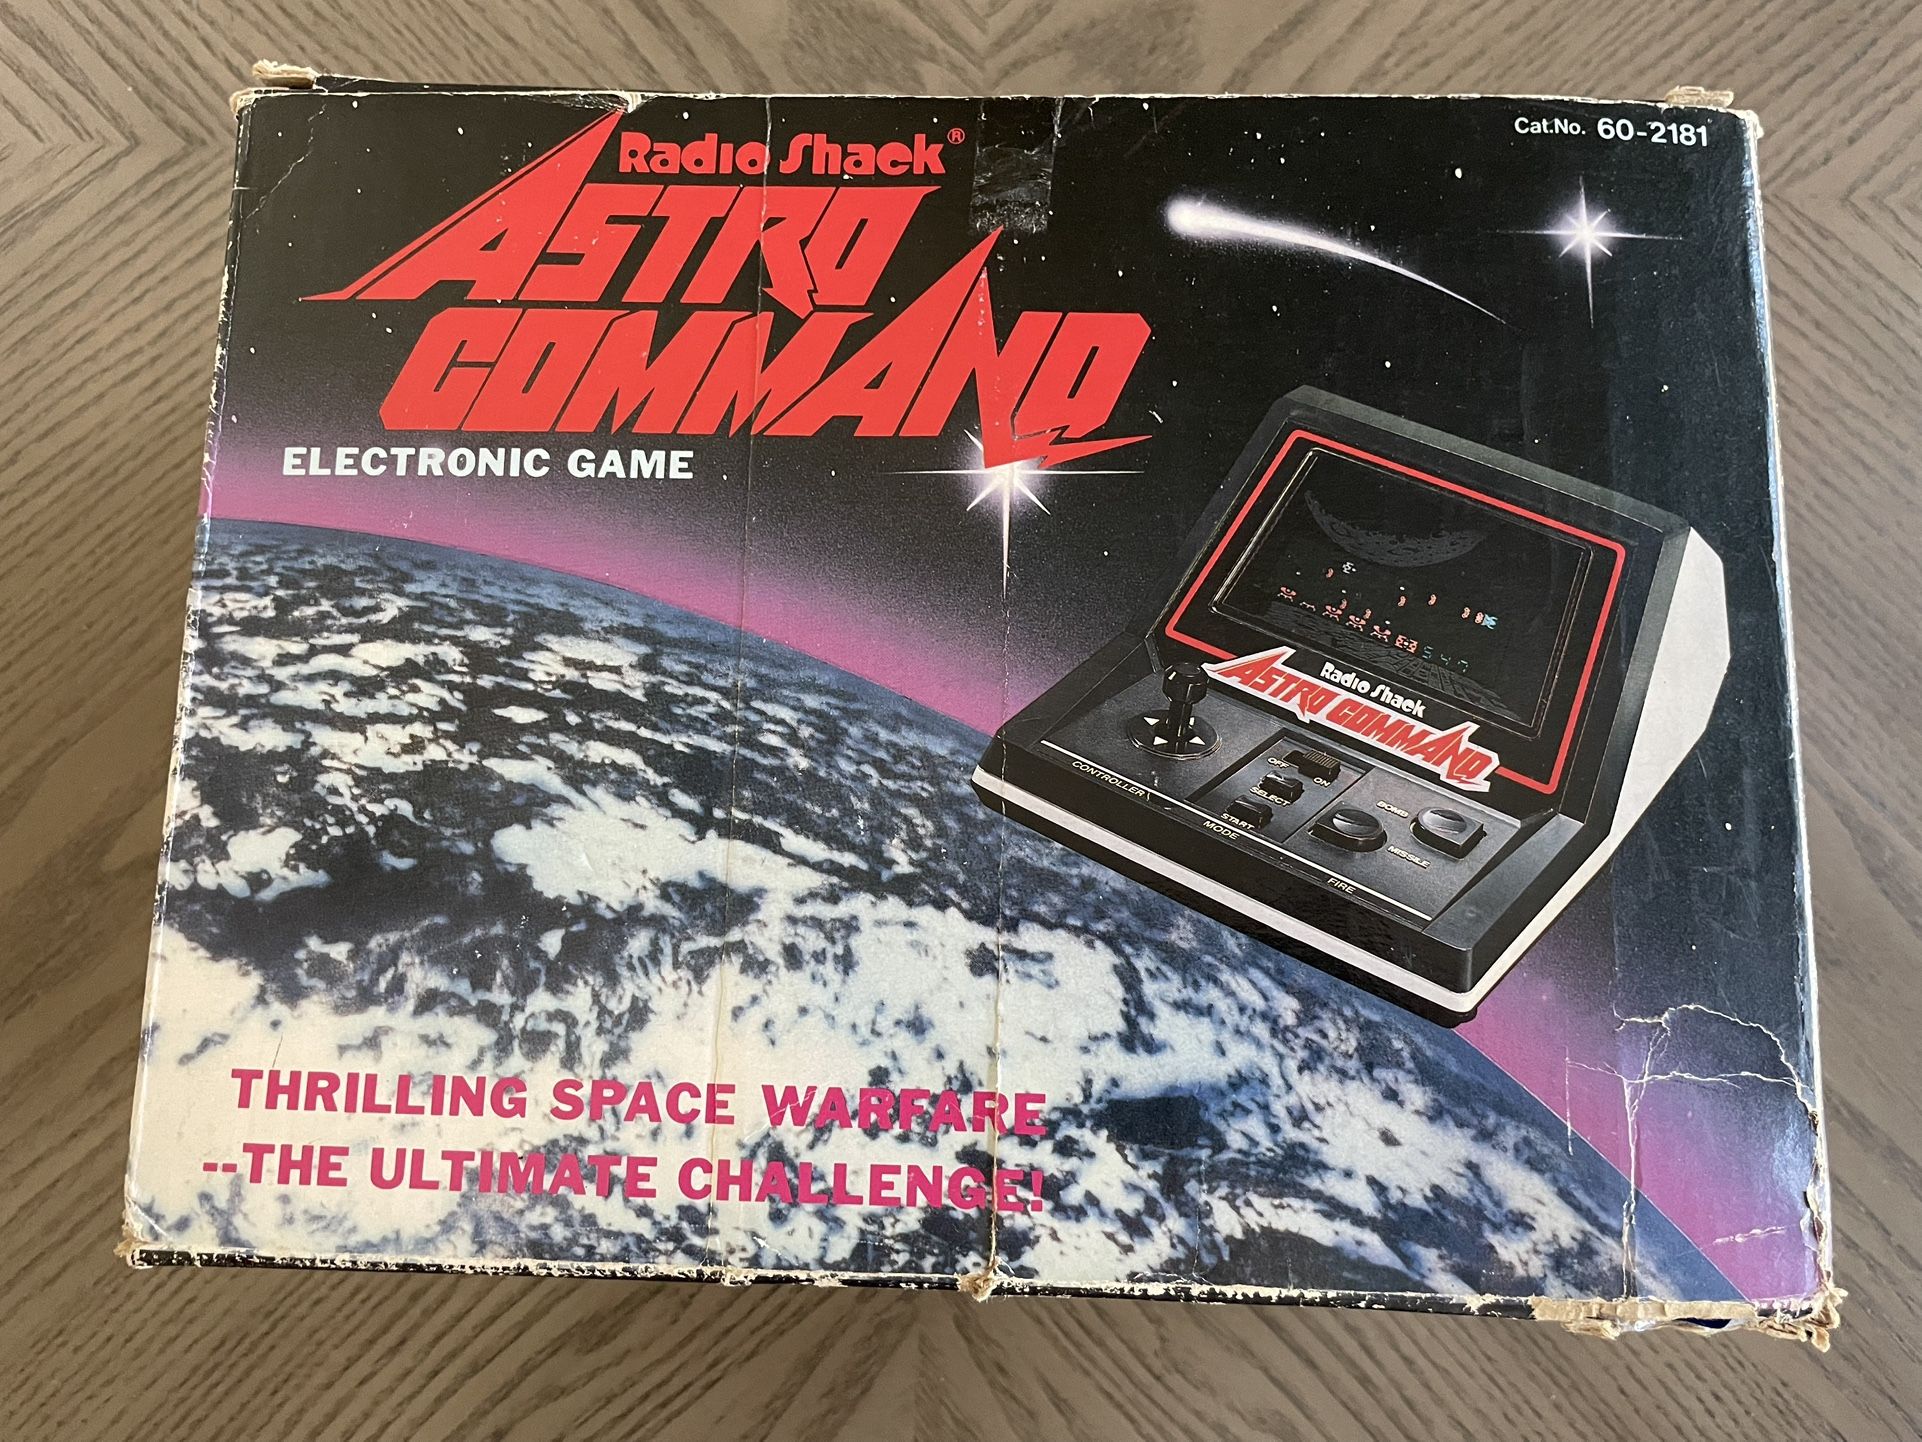 Radio Shack®
Cat.No. 60-2181
ASTRO
COMMAND
ELECTRONIC GAME
Radio Shack
ASTRO COMMAND
OFF
ON
SELECT
START
BOMB
MISSILE
CONTROLLER
MODE
FIRE
THRILLING SPACE WARFARE
--THE ULTIMATE CHALLENGE!